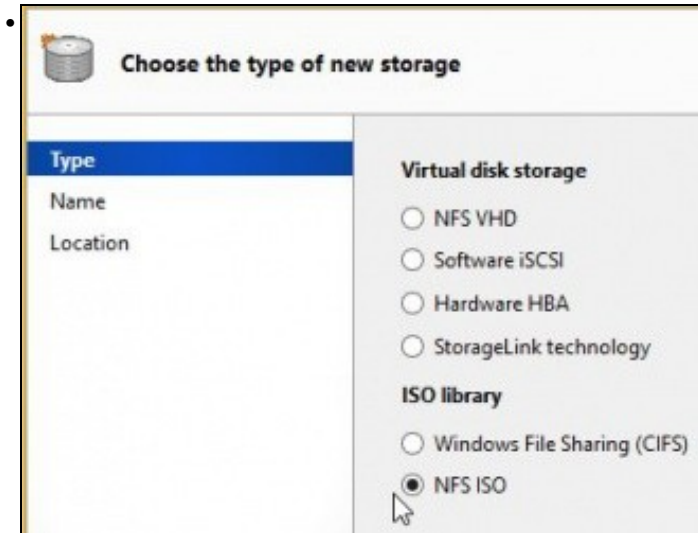 Choose the type of new storage
Type
Name
Location
Virtual disk storage
NFS VHD
Software iSCSI
Hardware HBA
StorageLink technology
ISO library
Windows File Sharing (CIFS)
NFS ISO